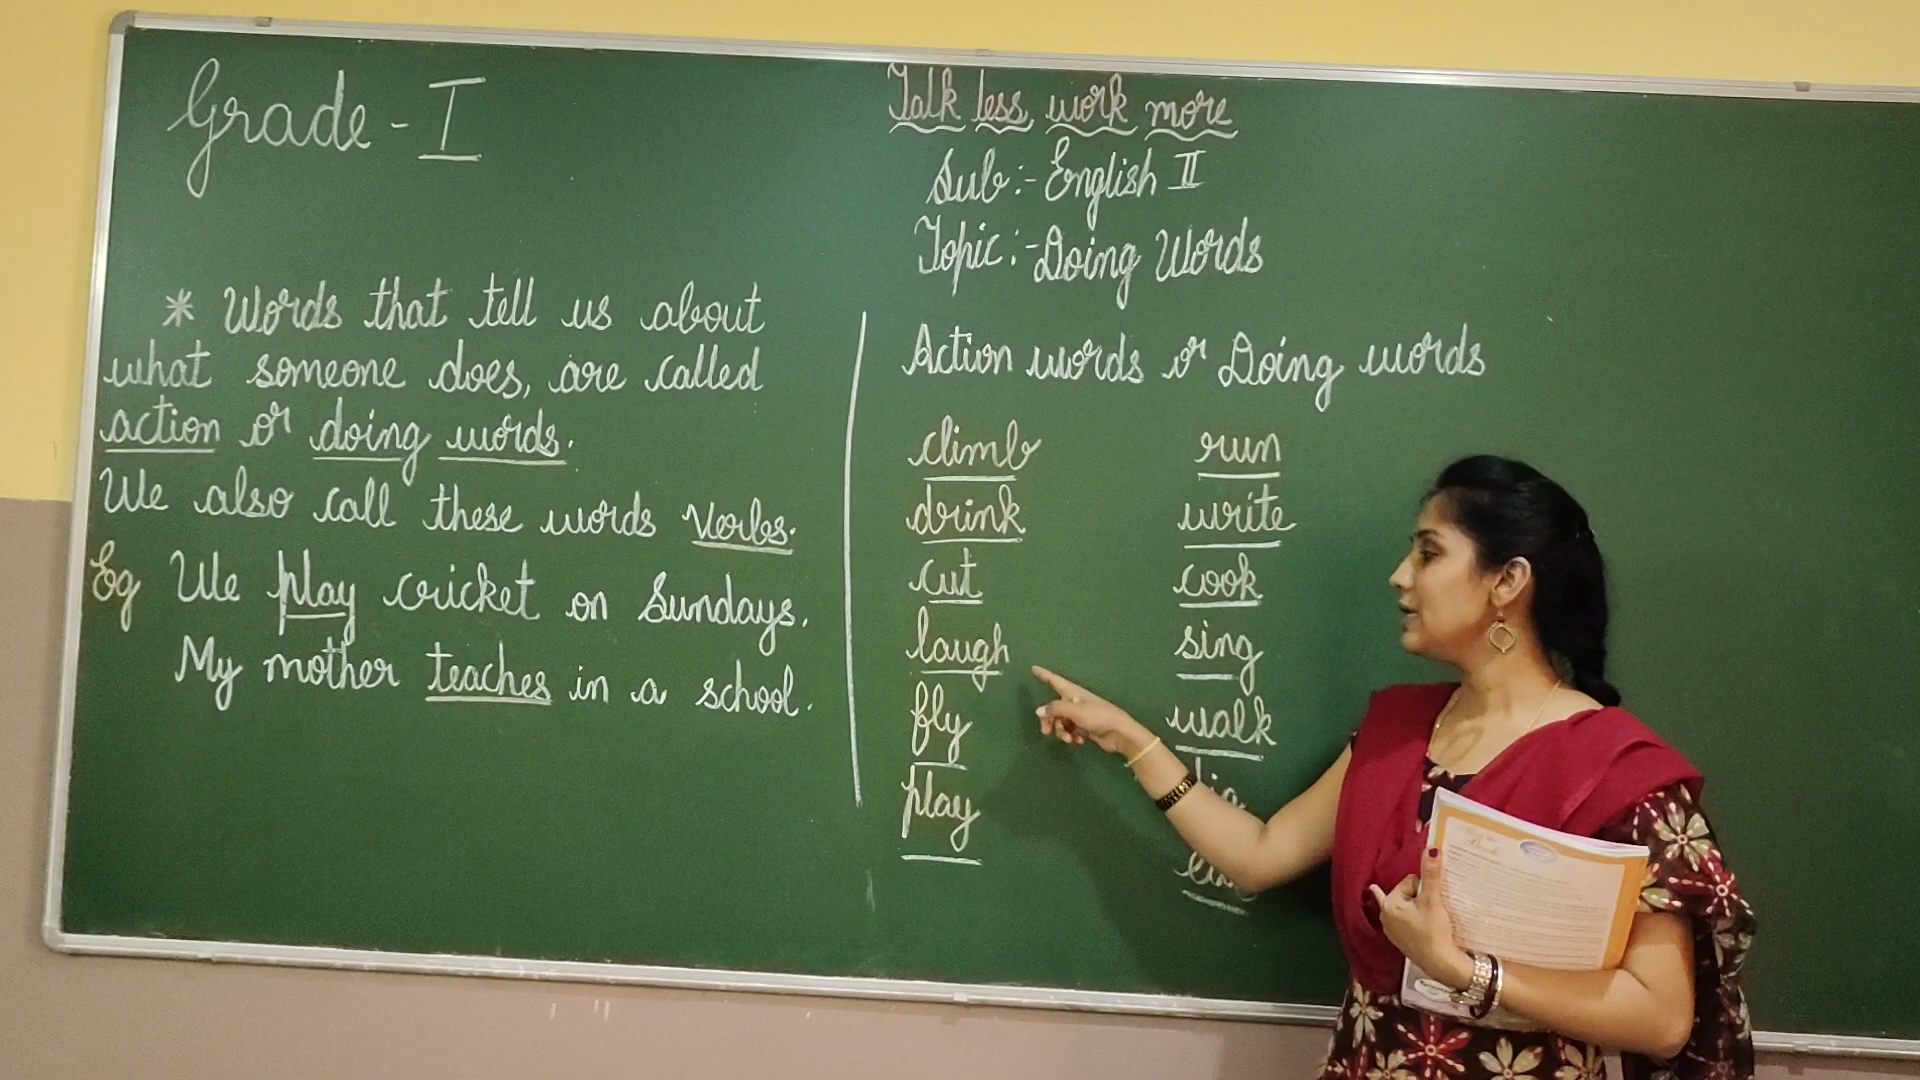 Grade - I
Talk less, work more
Sub:- English II
Topic:- Doing Words
* Words that tell us about
what someone does, are called
action or doing words.
We also call these words Verbs.
Eg We play cricket on Sundays.
My mother teaches in a school.
Action words or Doing words
climb run
drink write
cut cook
laugh sing
fly walk
play